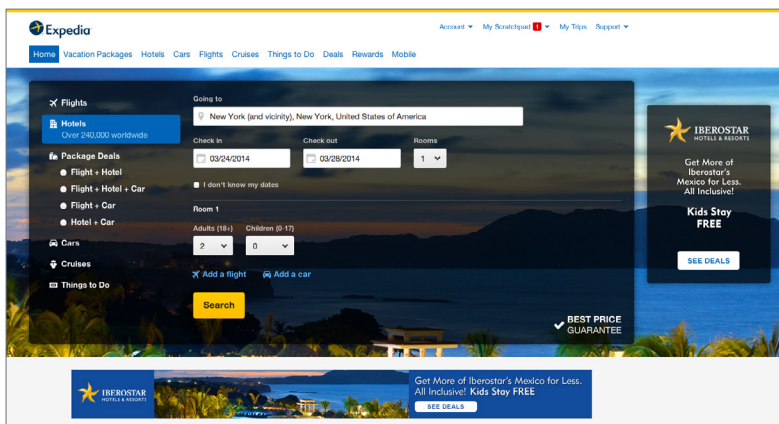 Expedia
Account My Scratchpad 1 My Trips Support
Home Vacation Packages Hotels Cars Flights Cruises Things to Do Deals Rewards Mobile
Flights
Hotels
Over 240,000 worldwide
Package Deals
Flight + Hotel
Flight + Hotel + Car
Flight + Car
Hotel + Car
Cars
Cruises
Things to Do
Going to
New York (and vicinity), New York, United States of America
Check in Check out Rooms
03/24/2014 03/28/2014 1
I don't know my dates
Room 1
Adults (18+) Children (0-17)
2 0
Add a flight Add a car
Search
BEST PRICE
GUARANTEE
IBEROSTAR
HOTELS & RESORTS
Get More of
Iberostar's
Mexico for Less.
All Inclusive!
Kids Stay
FREE
SEE DEALS
IBEROSTAR
HOTELS & RESORTS
Get More of Iberostar's Mexico for Less.
All Inclusive! Kids Stay FREE
SEE DEALS